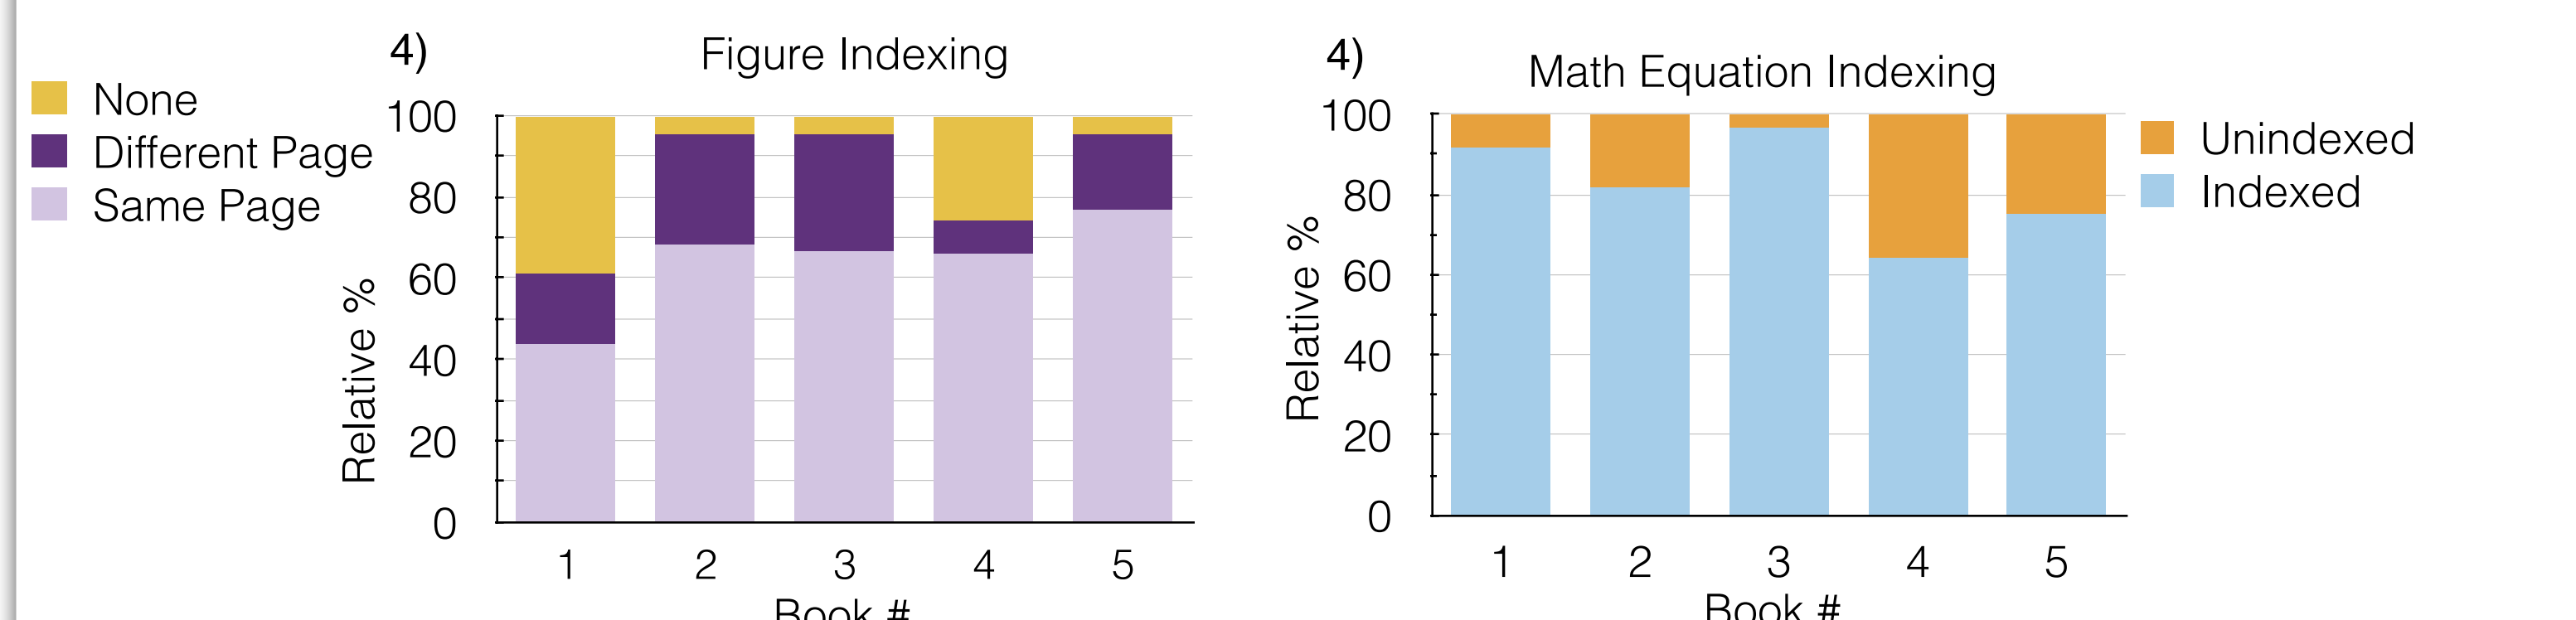 None
Different Page
Same Page
4)
Figure Indexing
Relative %
100
80
60
40
20
0
1 2 3 4 5
Book #
4)
Math Equation Indexing
Relative %
100
80
60
40
20
0
1 2 3 4 5
Book #
Unindexed
Indexed